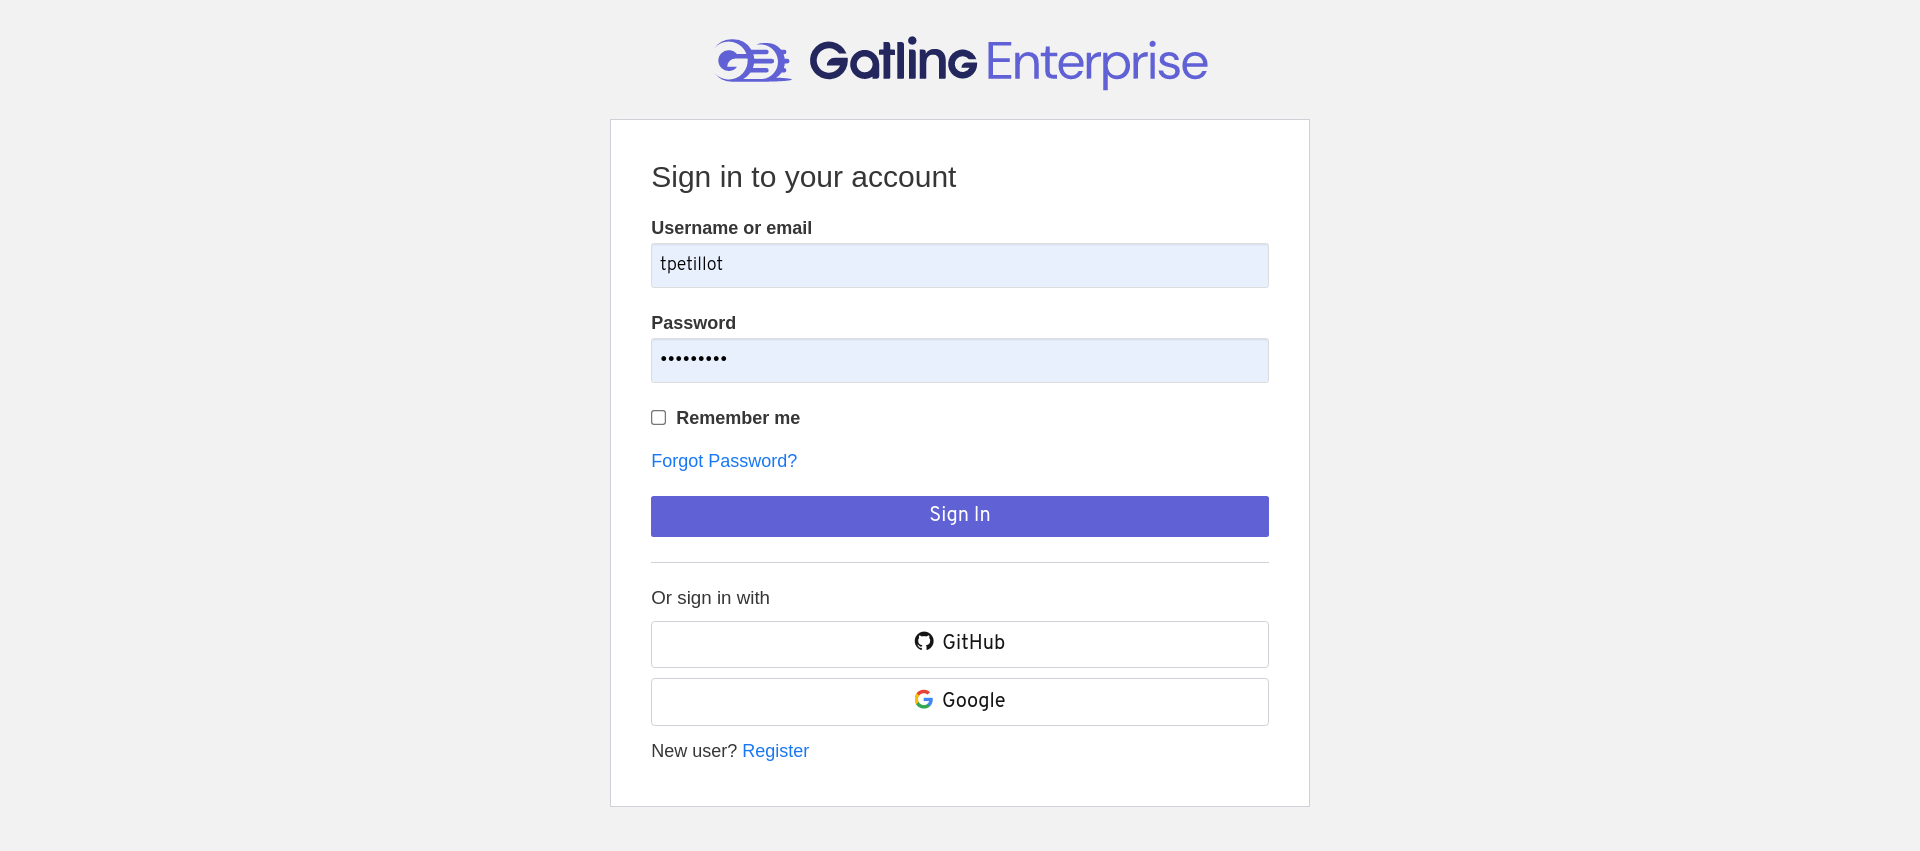 Gatling Enterprise
Sign in to your account
Username or email
tpetillot
Password
•••••••••
Remember me
Forgot Password?
Sign In
Or sign in with
GitHub
Google
New user? Register